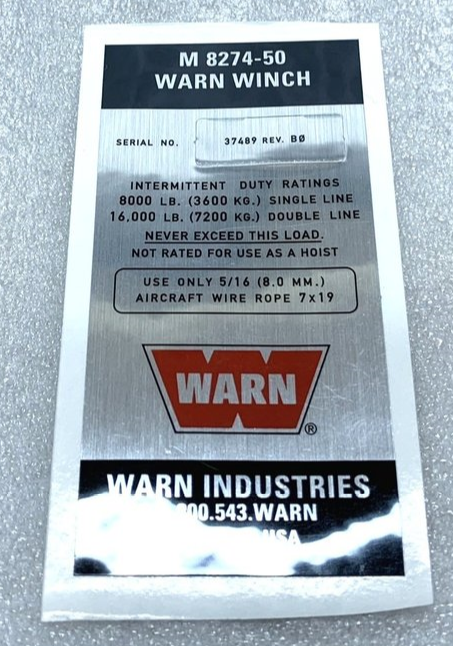 M 8274-50
WARN WINCH
SERIAL NO. 37489 REV. BØ
INTERMITTENT DUTY RATINGS
8000 LB. (3600 KG.) SINGLE LINE
16,000 LB. (7200 KG.) DOUBLE LINE
NEVER EXCEED THIS LOAD.
NOT RATED FOR USE AS A HOIST
USE ONLY 5/16 (8.0 MM.)
AIRCRAFT WIRE ROPE 7x19
WARN®
WARN INDUSTRIES
00.543.WARN
USA